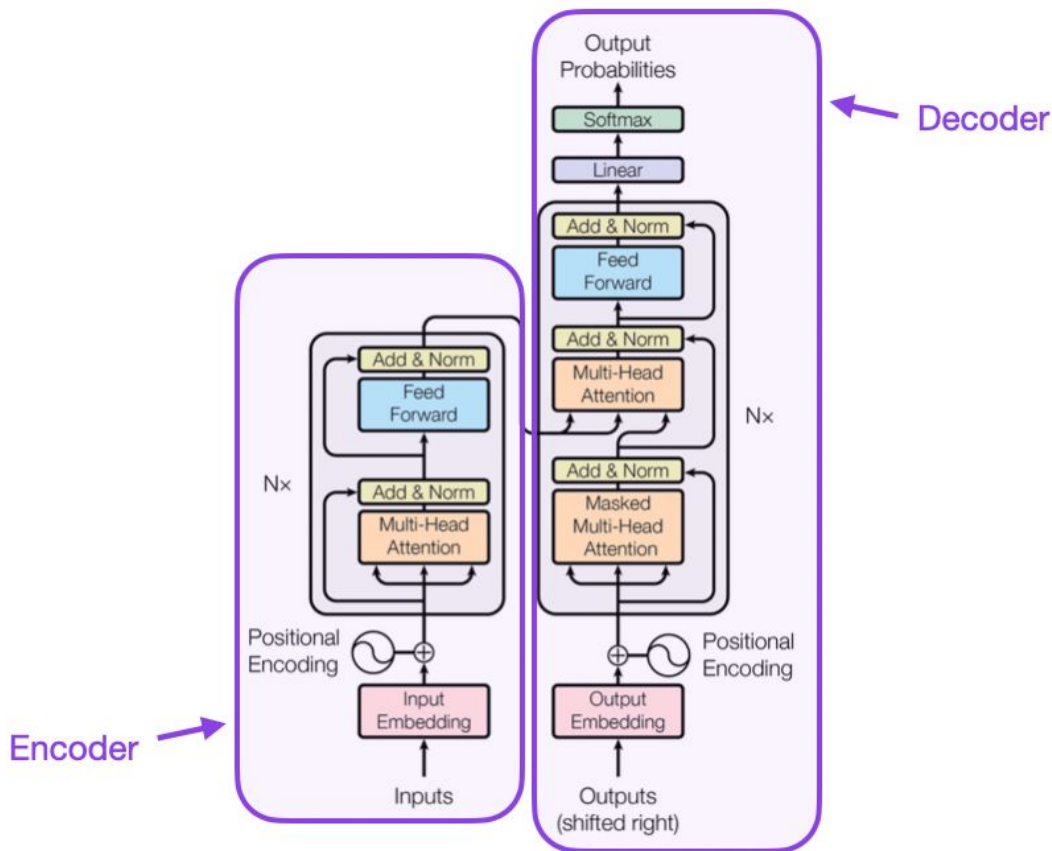 Output
Probabilities
Softmax
Linear
Add & Norm
Feed
Forward
Add & Norm
Multi-Head
Attention
N×
Add & Norm
Masked
Multi-Head
Attention
Positional
Encoding
Output
Embedding
Outputs
(shifted right)
Decoder
Add & Norm
Feed
Forward
N×
Add & Norm
Multi-Head
Attention
Positional
Encoding
Input
Embedding
Inputs
Encoder